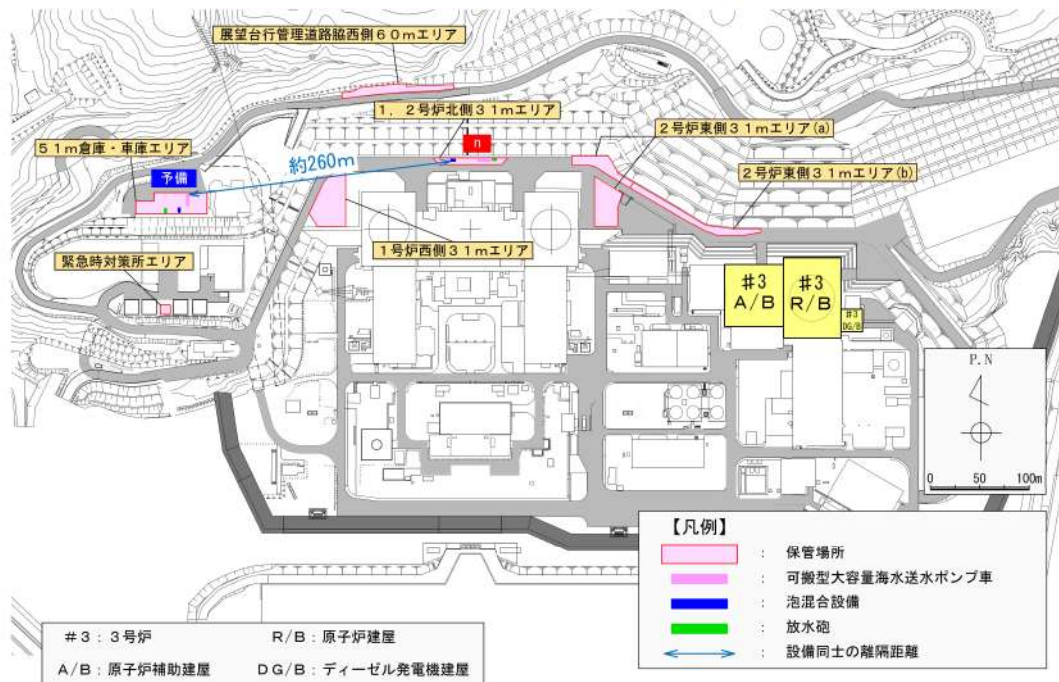 展望台行管理道路脇西側60mエリア
1,2号炉北側31mエリア
n
2号炉東側31mエリア(a)
51m倉庫・車庫エリア
約260m
予備
2号炉東側31mエリア(b)
1号炉西側31mエリア
緊急時対策所エリア
#3
A/B
#3
R/B
#3
DG/B
P.N
0 50 100m
【凡例】
: 保管場所
: 可搬型大容量海水送水ポンプ車
: 泡混合設備
: 放水砲
: 設備同士の離隔距離
#3:3号炉 R/B:原子炉建屋
A/B:原子炉補助建屋 DG/B:ディーゼル発電機建屋